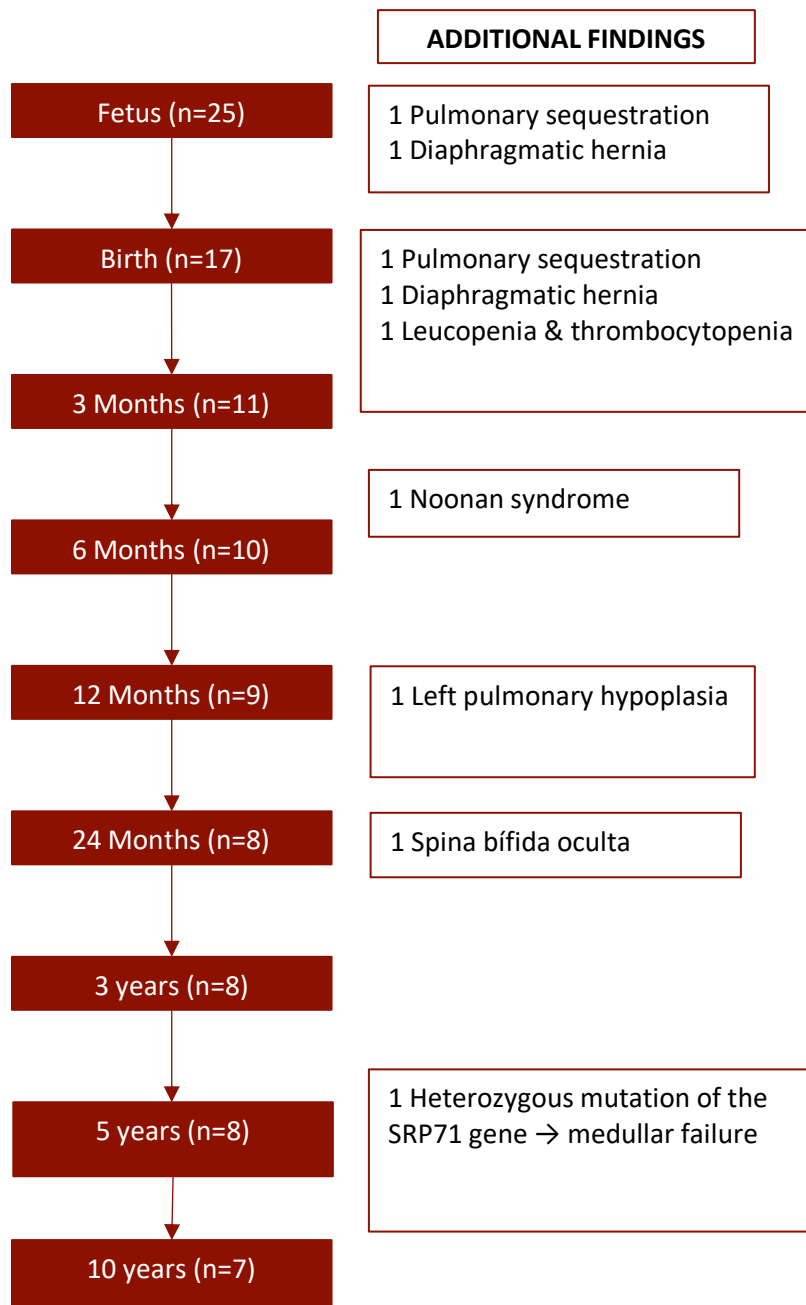 ADDITIONAL FINDINGS
Fetus (n=25)
1 Pulmonary sequestration
1 Diaphragmatic hernia
Birth (n=17)
1 Pulmonary sequestration
1 Diaphragmatic hernia
1 Leucopenia & thrombocytopenia
3 Months (n=11)
1 Noonan syndrome
6 Months (n=10)
12 Months (n=9)
1 Left pulmonary hypoplasia
24 Months (n=8)
1 Spina bífida oculta
3 years (n=8)
5 years (n=8)
1 Heterozygous mutation of the
SRP71 gene → medullar failure
10 years (n=7)